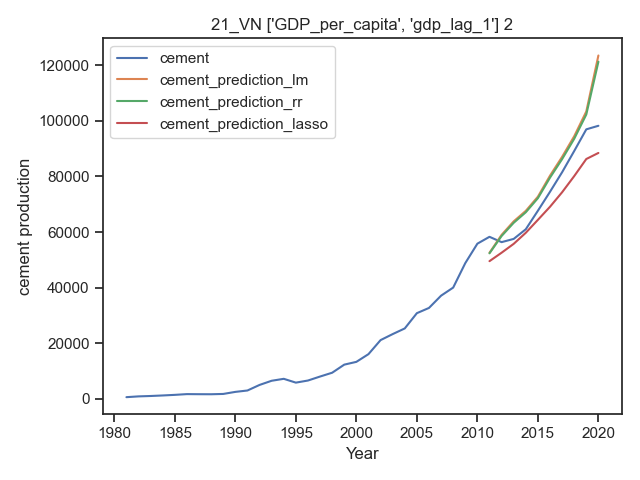 21_VN ['GDP_per_capita', 'gdp_lag_1'] 2
cement
cement_prediction_lm
cement_prediction_rr
cement_prediction_lasso
cement production
120000
100000
80000
60000
40000
20000
0
1980 1985 1990 1995 2000 2005 2010 2015 2020
Year